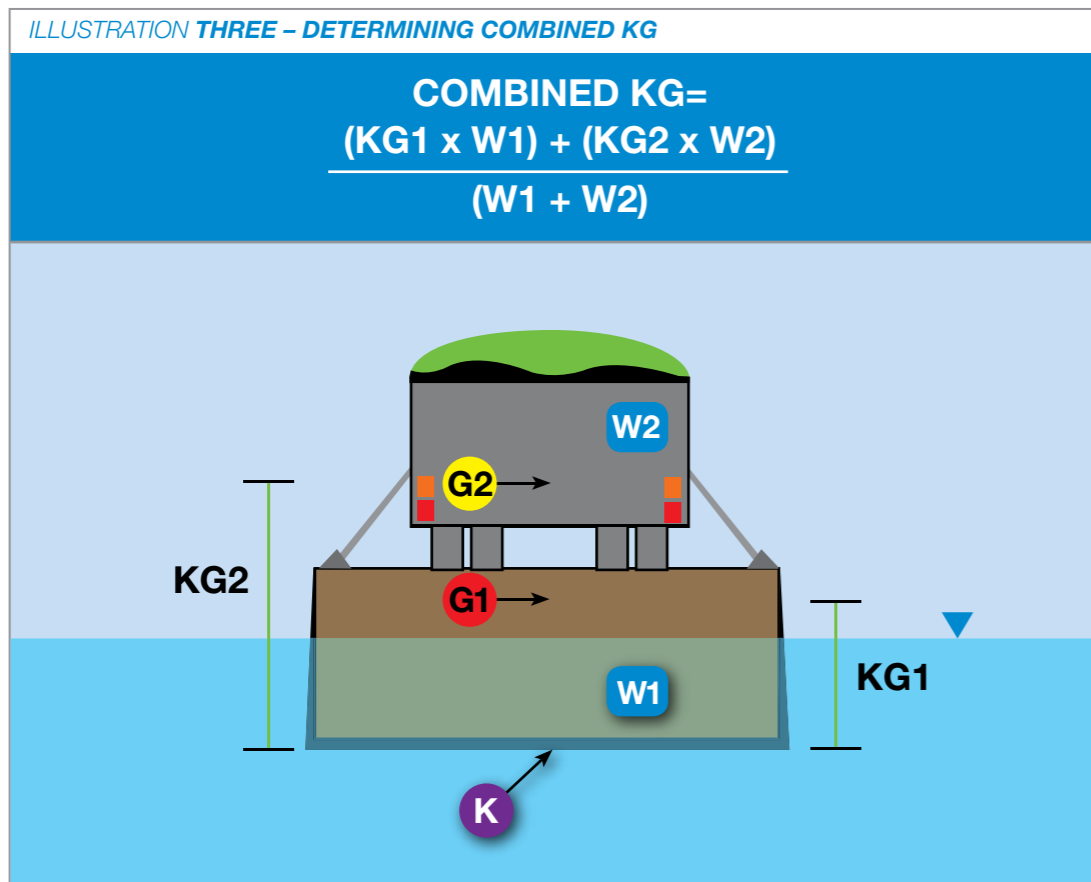 ILLUSTRATION THREE – DETERMINING COMBINED KG
COMBINED KG=
(KG1 x W1) + (KG2 x W2)
(W1 + W2)
W2
G2
KG2
G1
KG1
W1
K